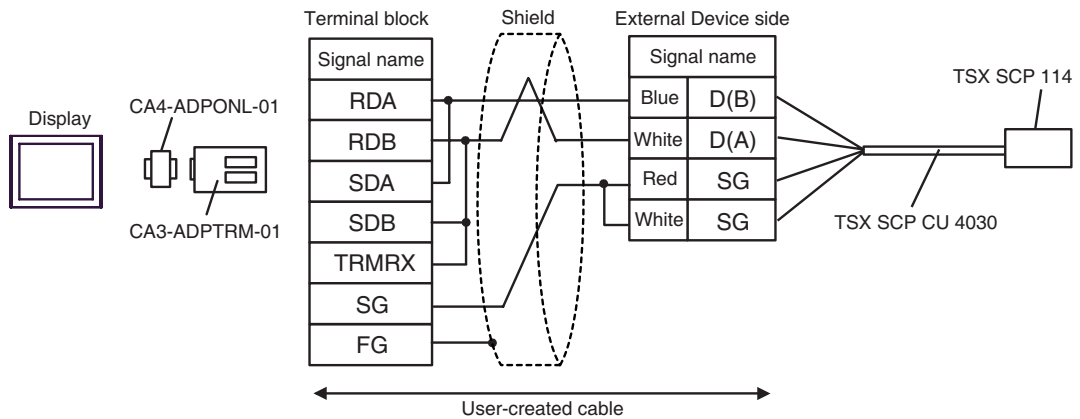 Terminal block
Shield
External Device side
Signal name
Signal name
TSX SCP 114
Display
CA4-ADPONL-01
RDA
Blue D(B)
RDB
White D(A)
SDA
Red SG
CA3-ADPTRM-01
SDB
White SG
TSX SCP CU 4030
TRMRX
SG
FG
User-created cable